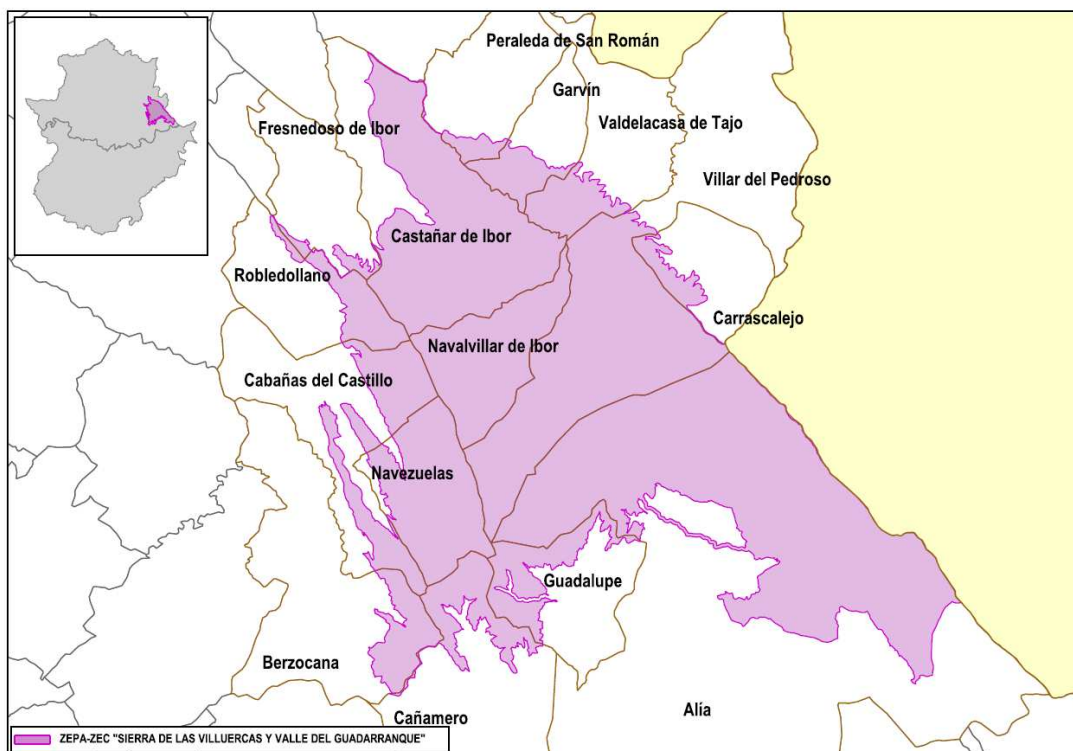 Peraleda de San Román
Garvín
Valdelacasa de Tajo
Fresnedoso de Ibor
Villar del Pedroso
Castañar de Ibor
Robledollano
Carrascalejo
Navalvillar de Ibor
Cabañas del Castillo
Navezuelas
Guadalupe
Berzocana
Alía
Cañamero
ZEPA-ZEC "SIERRA DE LAS VILLUERCAS Y VALLE DEL GUADARRANQUE"